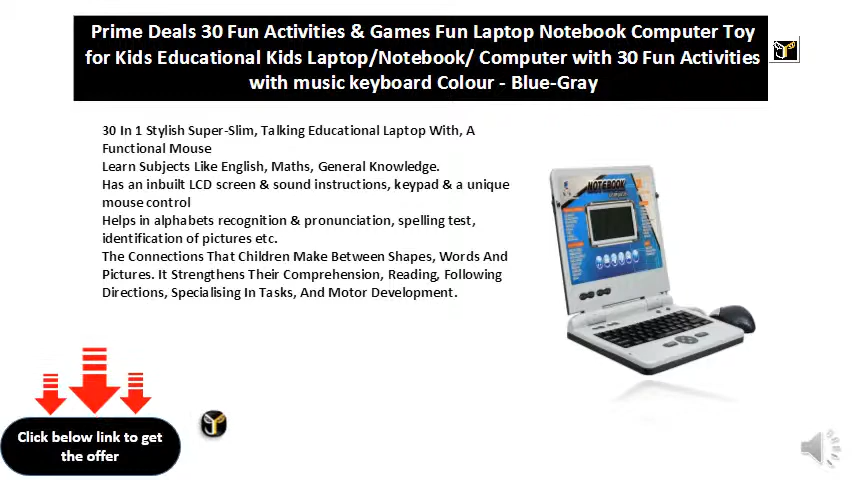 Prime Deals 30 Fun Activities & Games Fun Laptop Notebook Computer Toy
for Kids Educational Kids Laptop/Notebook/ Computer with 30 Fun Activities
with music keyboard Colour - Blue-Gray
30 In 1 Stylish Super-Slim, Talking Educational Laptop With, A
Functional Mouse
Learn Subjects Like English, Maths, General Knowledge.
Has an inbuilt LCD screen & sound instructions, keypad & a unique
mouse control
Helps in alphabets recognition & pronunciation, spelling test,
identification of pictures etc.
The Connections That Children Make Between Shapes, Words And
Pictures. It Strengthens Their Comprehension, Reading, Following
Directions, Specialising In Tasks, And Motor Development.
NOTEBOOK
Click below link to get
the offer